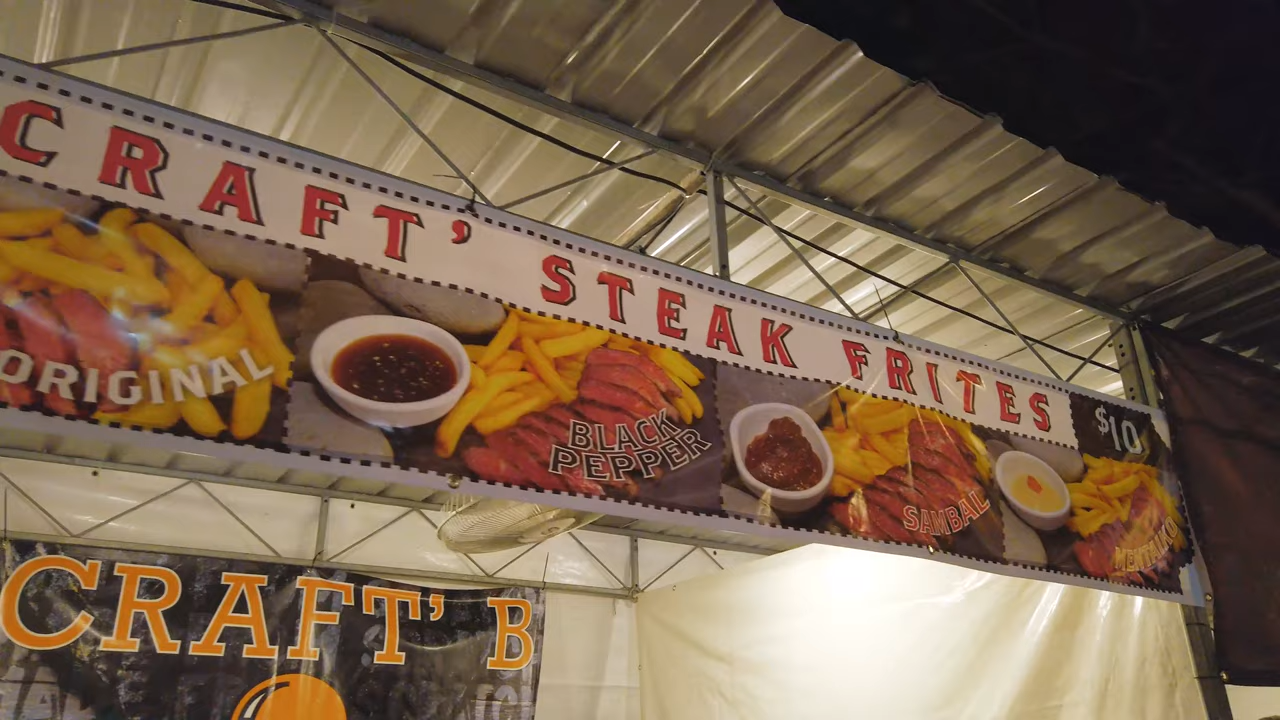 CRAFT' STEAK FRITES
$10
ORIGINAL
BLACK
PEPPER
SAMBAL
MENTAIKO
CRAFT' B